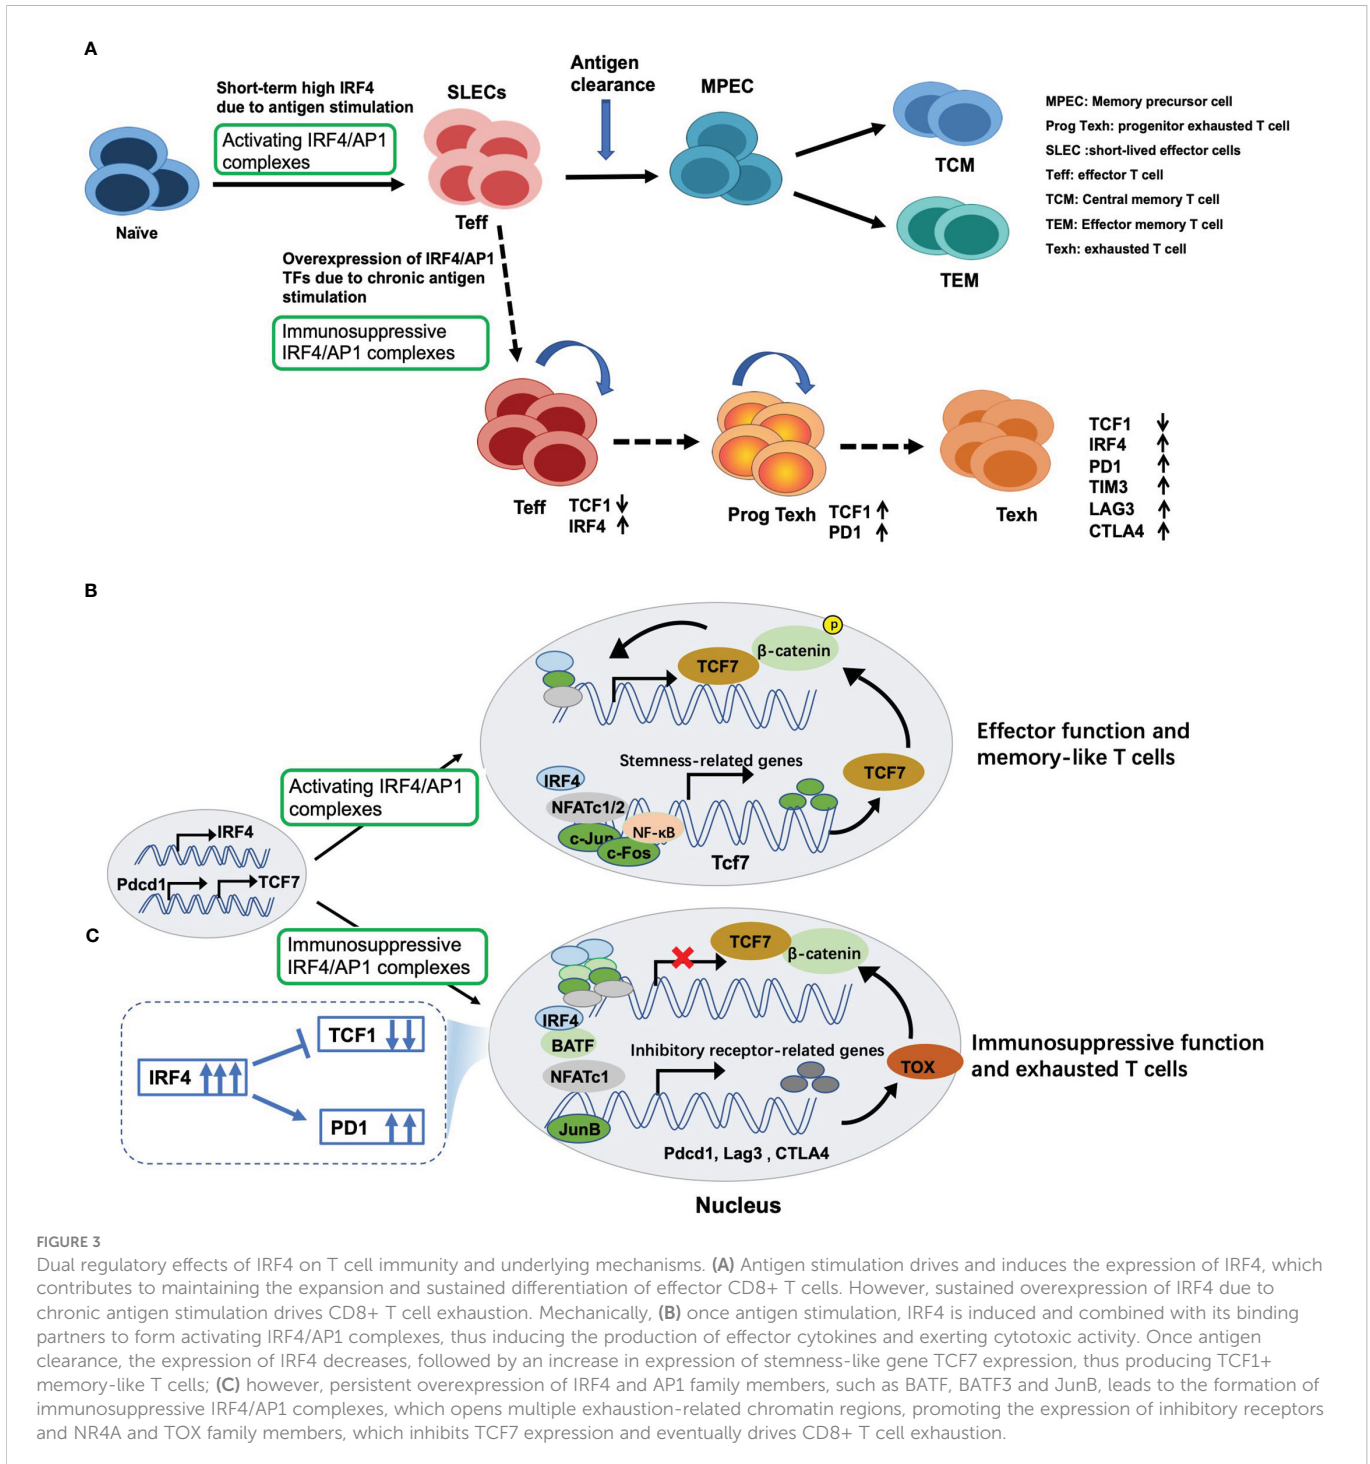 A
Short-term high IRF4
due to antigen stimulation
Activating IRF4/AP1
complexes
Naïve
SLECs
Teff
Antigen
clearance
MPEC
TCM
TEM
MPEC: Memory precursor cell
Prog Texh: progenitor exhausted T cell
SLEC :short-lived effector cells
Teff: effector T cell
TCM: Central memory T cell
TEM: Effector memory T cell
Texh: exhausted T cell
Overexpression of IRF4/AP1
TFs due to chronic antigen
stimulation
Immunosuppressive
IRF4/AP1 complexes
Teff
TCF1
IRF4
Prog Texh
TCF1
PD1
Texh
TCF1
IRF4
PD1
TIM3
LAG3
CTLA4
B
p
β-catenin
TCF7
Stemness-related genes
IRF4
NFATc1/2
c-Jun
NF-κB
c-Fos
Tcf7
TCF7
Effector function and
memory-like T cells
Activating IRF4/AP1
complexes
IRF4
Pdcd1
TCF7
C
Immunosuppressive
IRF4/AP1 complexes
TCF1
IRF4
PD1
TCF7
β-catenin
IRF4
BATF
NFATc1
JunB
Inhibitory receptor-related genes
TOX
Pdcd1, Lag3 , CTLA4
Immunosuppressive function
and exhausted T cells
Nucleus
FIGURE 3
Dual regulatory effects of IRF4 on T cell immunity and underlying mechanisms. (A) Antigen stimulation drives and induces the expression of IRF4, which
contributes to maintaining the expansion and sustained differentiation of effector CD8+ T cells. However, sustained overexpression of IRF4 due to
chronic antigen stimulation drives CD8+ T cell exhaustion. Mechanically, (B) once antigen stimulation, IRF4 is induced and combined with its binding
partners to form activating IRF4/AP1 complexes, thus inducing the production of effector cytokines and exerting cytotoxic activity. Once antigen
clearance, the expression of IRF4 decreases, followed by an increase in expression of stemness-like gene TCF7 expression, thus producing TCF1+
memory-like T cells; (C) however, persistent overexpression of IRF4 and AP1 family members, such as BATF, BATF3 and JunB, leads to the formation of
immunosuppressive IRF4/AP1 complexes, which opens multiple exhaustion-related chromatin regions, promoting the expression of inhibitory receptors
and NR4A and TOX family members, which inhibits TCF7 expression and eventually drives CD8+ T cell exhaustion.